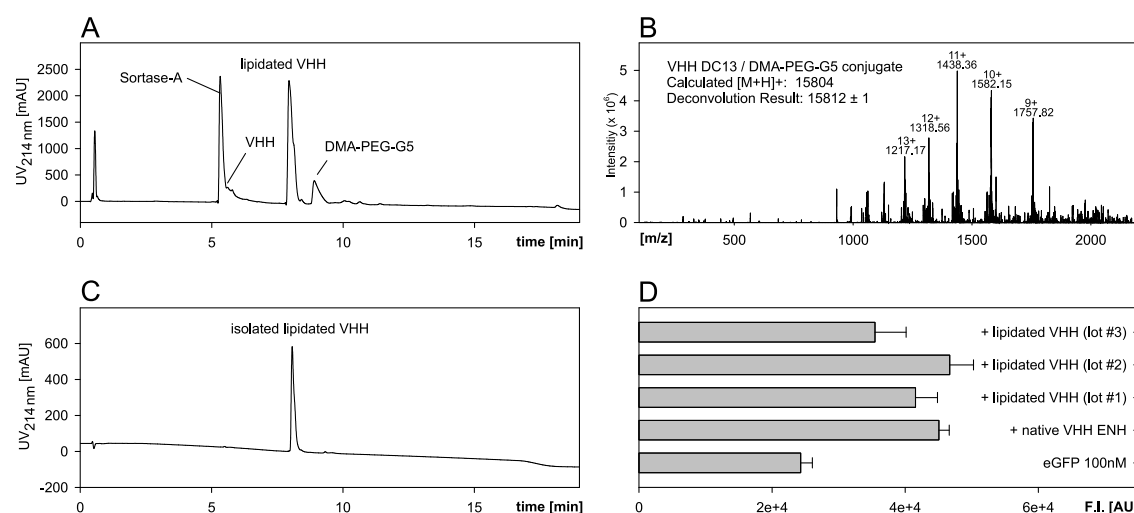 A
UV214 nm [mAU]
2500
2000
1500
1000
500
0
lipidated VHH
Sortase-A
VHH
DMA-PEG-G5
0 5 10 15
time [min]
B
Intensitiy (x 10⁶)
5
4
3
2
1
0
VHH DC13 / DMA-PEG-G5 conjugate
Calculated [M+H]+: 15804
Deconvolution Result: 15812 ± 1
11+
1438.36
10+
1582.15
9+
1757.82
12+
1318.56
13+
1217.17
[m/z] 500 1000 1500 2000
C
UV214 nm [mAU]
600
400
200
0
-200
isolated lipidated VHH
0 5 10 15
time [min]
D
+ lipidated VHH (lot #3)
+ lipidated VHH (lot #2)
+ lipidated VHH (lot #1)
+ native VHH ENH
eGFP 100nM
0 2e+4 4e+4 6e+4
F.I. [AU